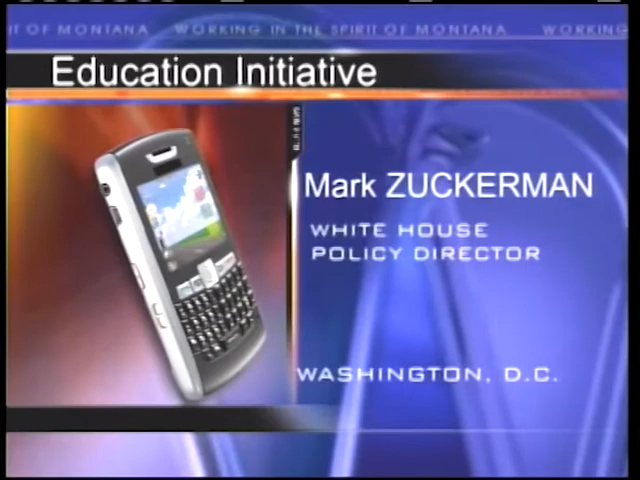 IT OF MONTANA WORKING IN THE SPIRIT OF MONTANA WORKING
Education Initiative
Mark ZUCKERMAN
WHITE HOUSE
POLICY DIRECTOR
WASHINGTON, D.C.